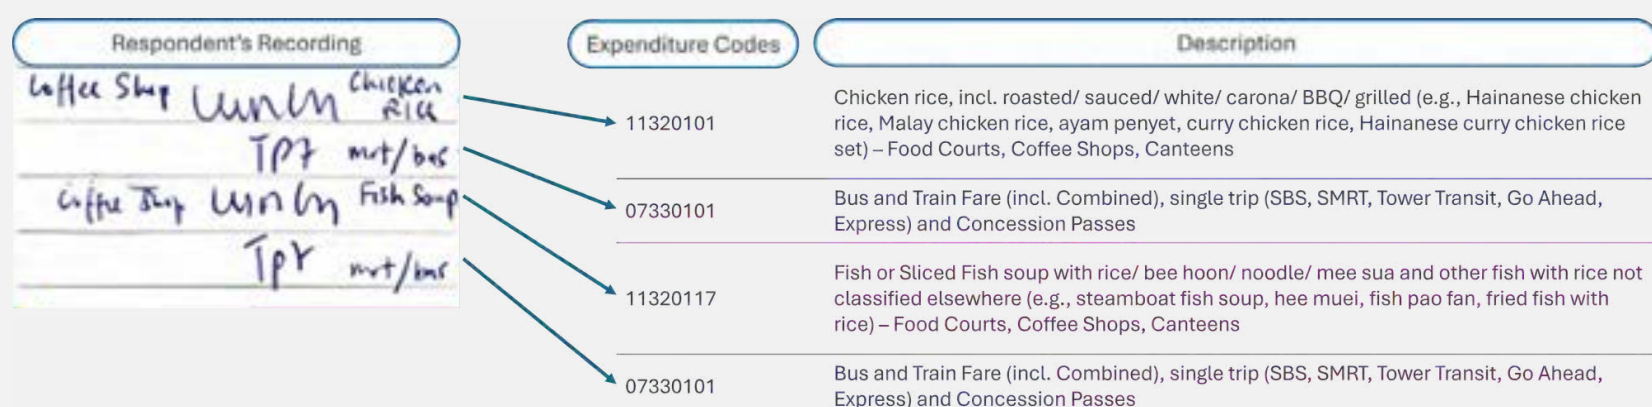 Respondent's Recording
Expenditure Codes
Description
Coffee Shop Lunch Chicken
Rice
TPT mrt/bus
Coffee Shop Lunch Fish Soup
TPT mrt/bus
11320101
Chicken rice, incl. roasted/ sauced/ white/ carona/ BBQ/ grilled (e.g., Hainanese chicken
rice, Malay chicken rice, ayam penyet, curry chicken rice, Hainanese curry chicken rice
set) – Food Courts, Coffee Shops, Canteens
07330101
Bus and Train Fare (incl. Combined), single trip (SBS, SMRT, Tower Transit, Go Ahead,
Express) and Concession Passes
11320117
Fish or Sliced Fish soup with rice/ bee hoon/ noodle/ mee sua and other fish with rice not
classified elsewhere (e.g., steamboat fish soup, hee muei, fish pao fan, fried fish with
rice) – Food Courts, Coffee Shops, Canteens
07330101
Bus and Train Fare (incl. Combined), single trip (SBS, SMRT, Tower Transit, Go Ahead,
Express) and Concession Passes